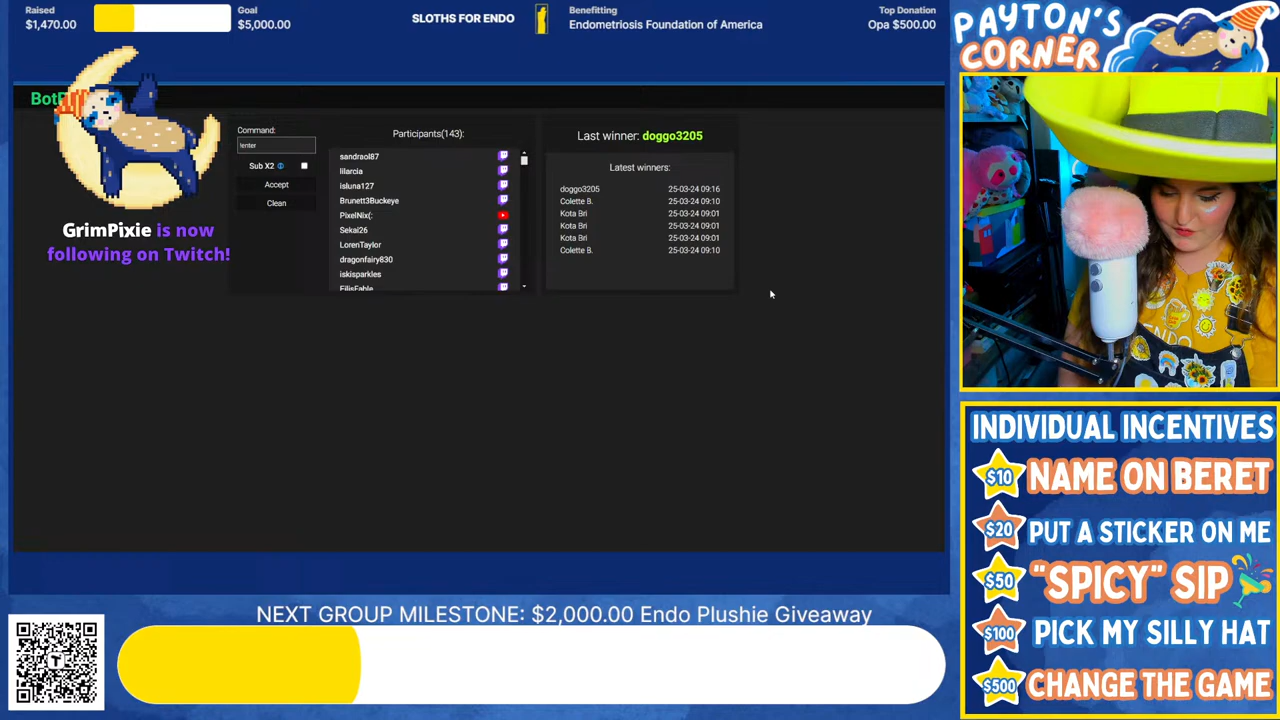 Raised
$1,470.00
Goal
$5,000.00
SLOTHS FOR ENDO
Benefitting
Endometriosis Foundation of America
Top Donation
Opa $500.00
PAYTON'S
CORNER
GrimPixie is now
following on Twitch!
Command:
!enter
Sub X2
Accept
Clean
Participants(143):
sandraol87
lilarcia
isluna127
Brunett3Buckeye
PixelNix(:
Sekal26
LorenTaylor
dragonfairy830
iskisparkles
FilisFable
Last winner: doggo3205
Latest winners:
doggo3205 25-03-24 09:16
Colette B. 25-03-24 09:10
Kota Bri 25-03-24 09:01
Kota Bri 25-03-24 09:01
Kota Bri 25-03-24 09:01
Colette B. 25-03-24 09:10
ENDO
INDIVIDUAL INCENTIVES
$10 NAME ON BERET
$20 PUT A STICKER ON ME
$50 "SPICY" SIP
$100 PICK MY SILLY HAT
$500 CHANGE THE GAME
NEXT GROUP MILESTONE: $2,000.00 Endo Plushie Giveaway